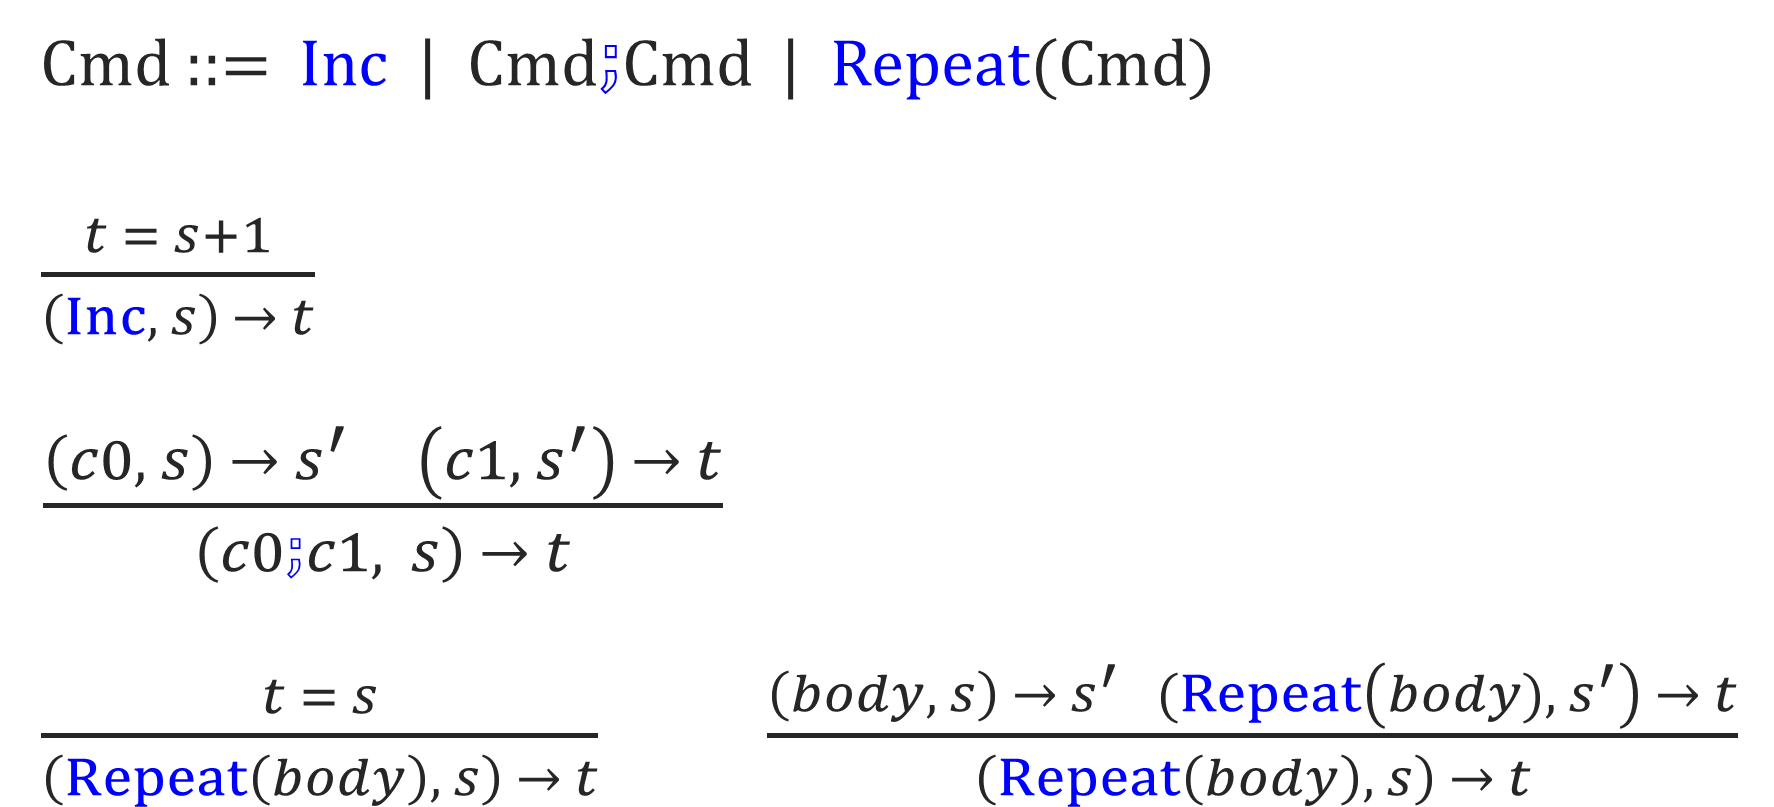 Cmd ::= Inc | Cmd;Cmd | Repeat(Cmd)
t = s+1
(Inc, s) → t
(c0, s) → s′ (c1, s′) → t
(c0;c1, s) → t
t = s
(Repeat(body), s) → t
(body, s) → s′ (Repeat(body), s′) → t
(Repeat(body), s) → t